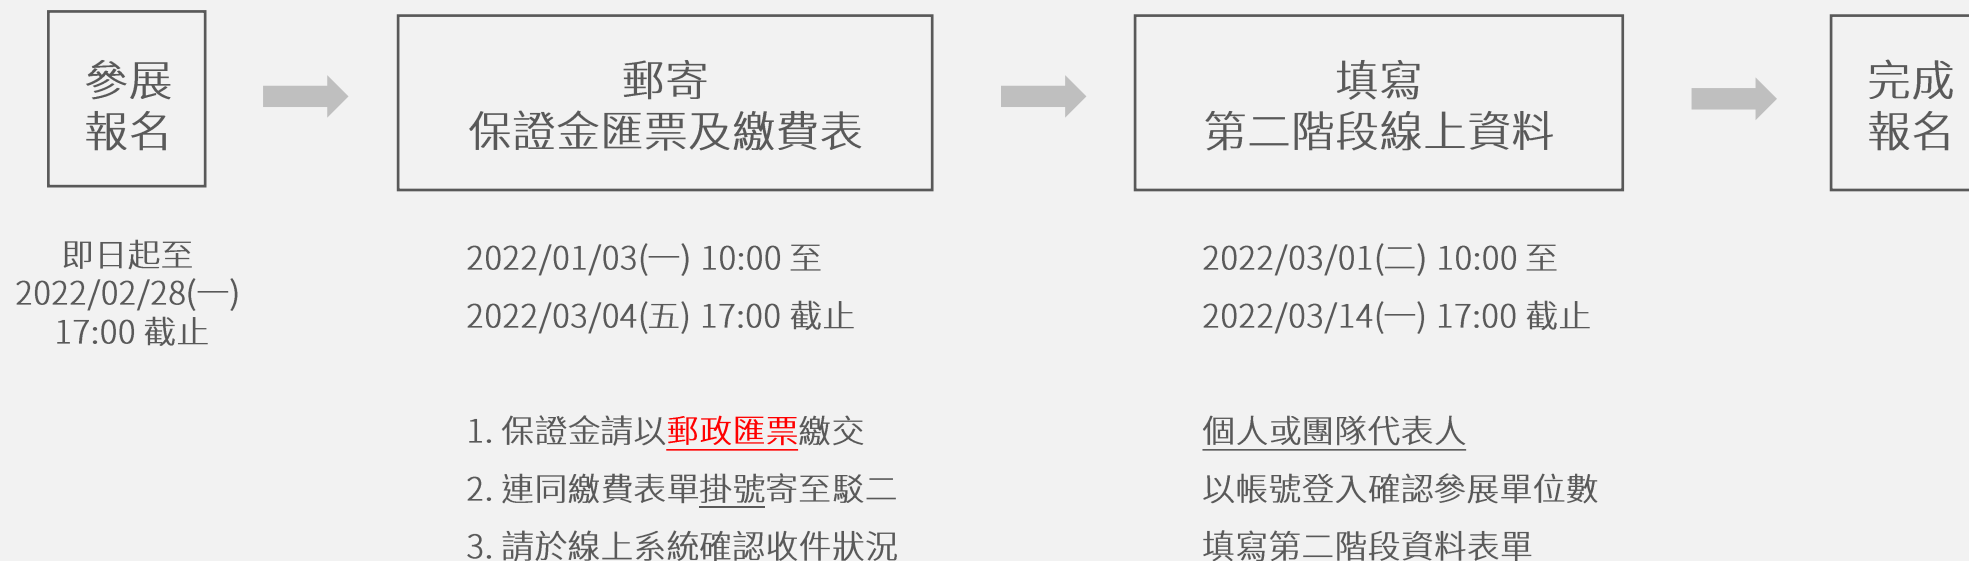 參展
報名
郵寄
保證金匯票及繳費表
填寫
第二階段線上資料
完成
報名
即日起至
2022/02/28(一)
17:00 截止
2022/01/03(一) 10:00 至
2022/03/04(五) 17:00 截止
1. 保證金請以郵政匯票繳交
2. 連同繳費表單掛號寄至駁二
3. 請於線上系統確認收件狀況
2022/03/01(二) 10:00 至
2022/03/14(一) 17:00 截止
個人或團隊代表人
以帳號登入確認參展單位數
填寫第二階段資料表單